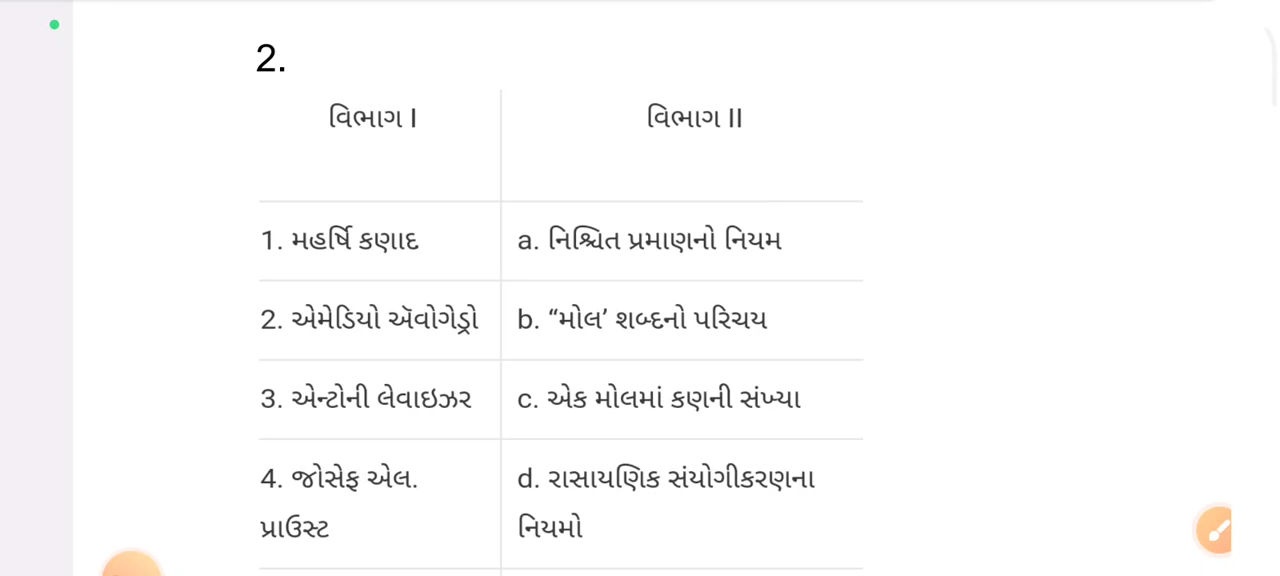 2.
વિભાગ I વિભાગ II
1. મહર્ષિ કણાદ a. નિશ્ચિત પ્રમાણનો નિયમ
2. એમેડિયો ઍવોગેડ્રો b. “મોલ’ શબ્દનો પરિચય
3. એન્ટોની લેવાઇઝર c. એક મોલમાં કણની સંખ્યા
4. જોસેફ એલ. d. રાસાયણિક સંયોગીકરણના
પ્રાઉસ્ટ નિયમો